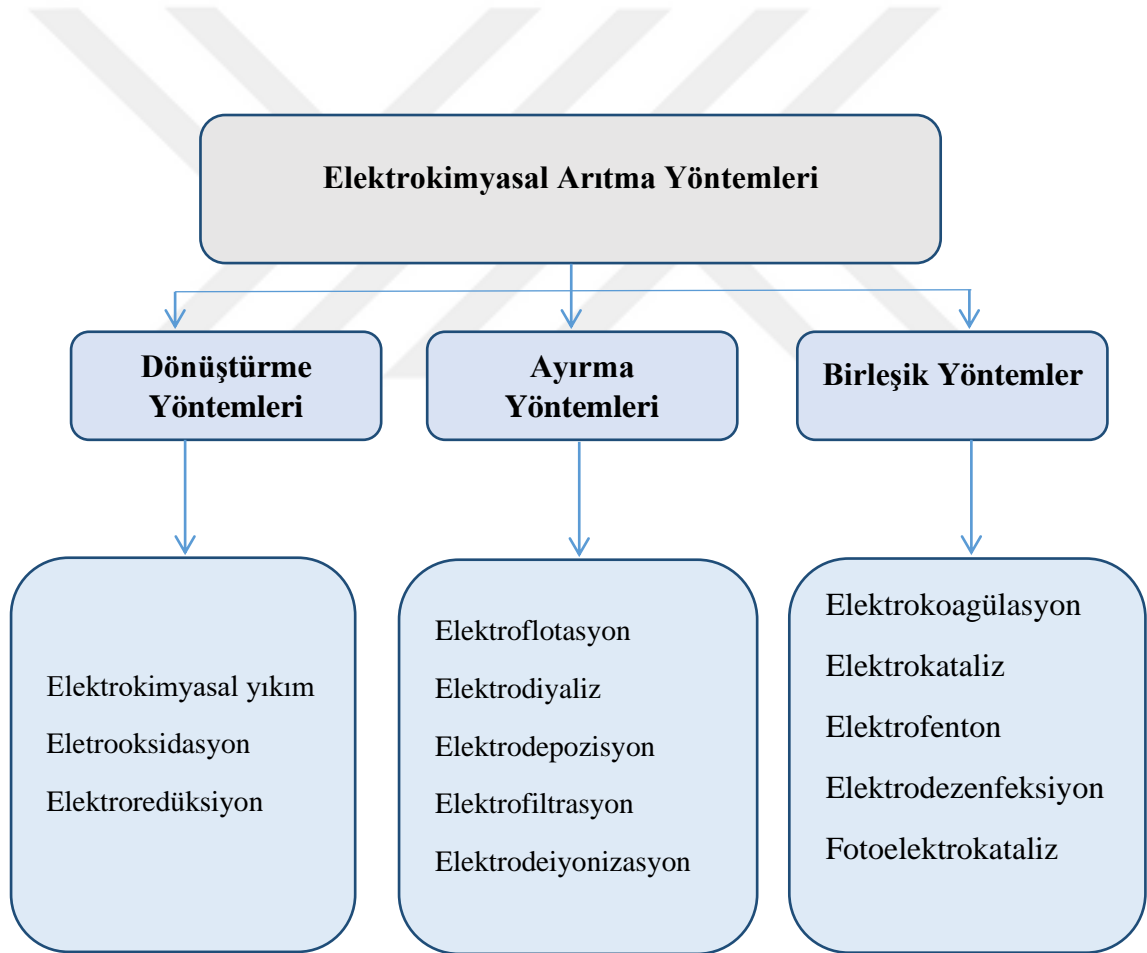 Elektrokimyasal Arıtma Yöntemleri
Dönüştürme
Yöntemleri
Ayırma
Yöntemleri
Birleşik Yöntemler
Elektrokimyasal yıkım
Eletrooksidasyon
Elektroredüksiyon
Elektroflotasyon
Elektrodiyaliz
Elektrodepozisyon
Elektrofiltrasyon
Elektrodeiyonizasyon
Elektrokoagülasyon
Elektrokataliz
Elektrofenton
Elektrodezenfeksiyon
Fotoelektrokataliz